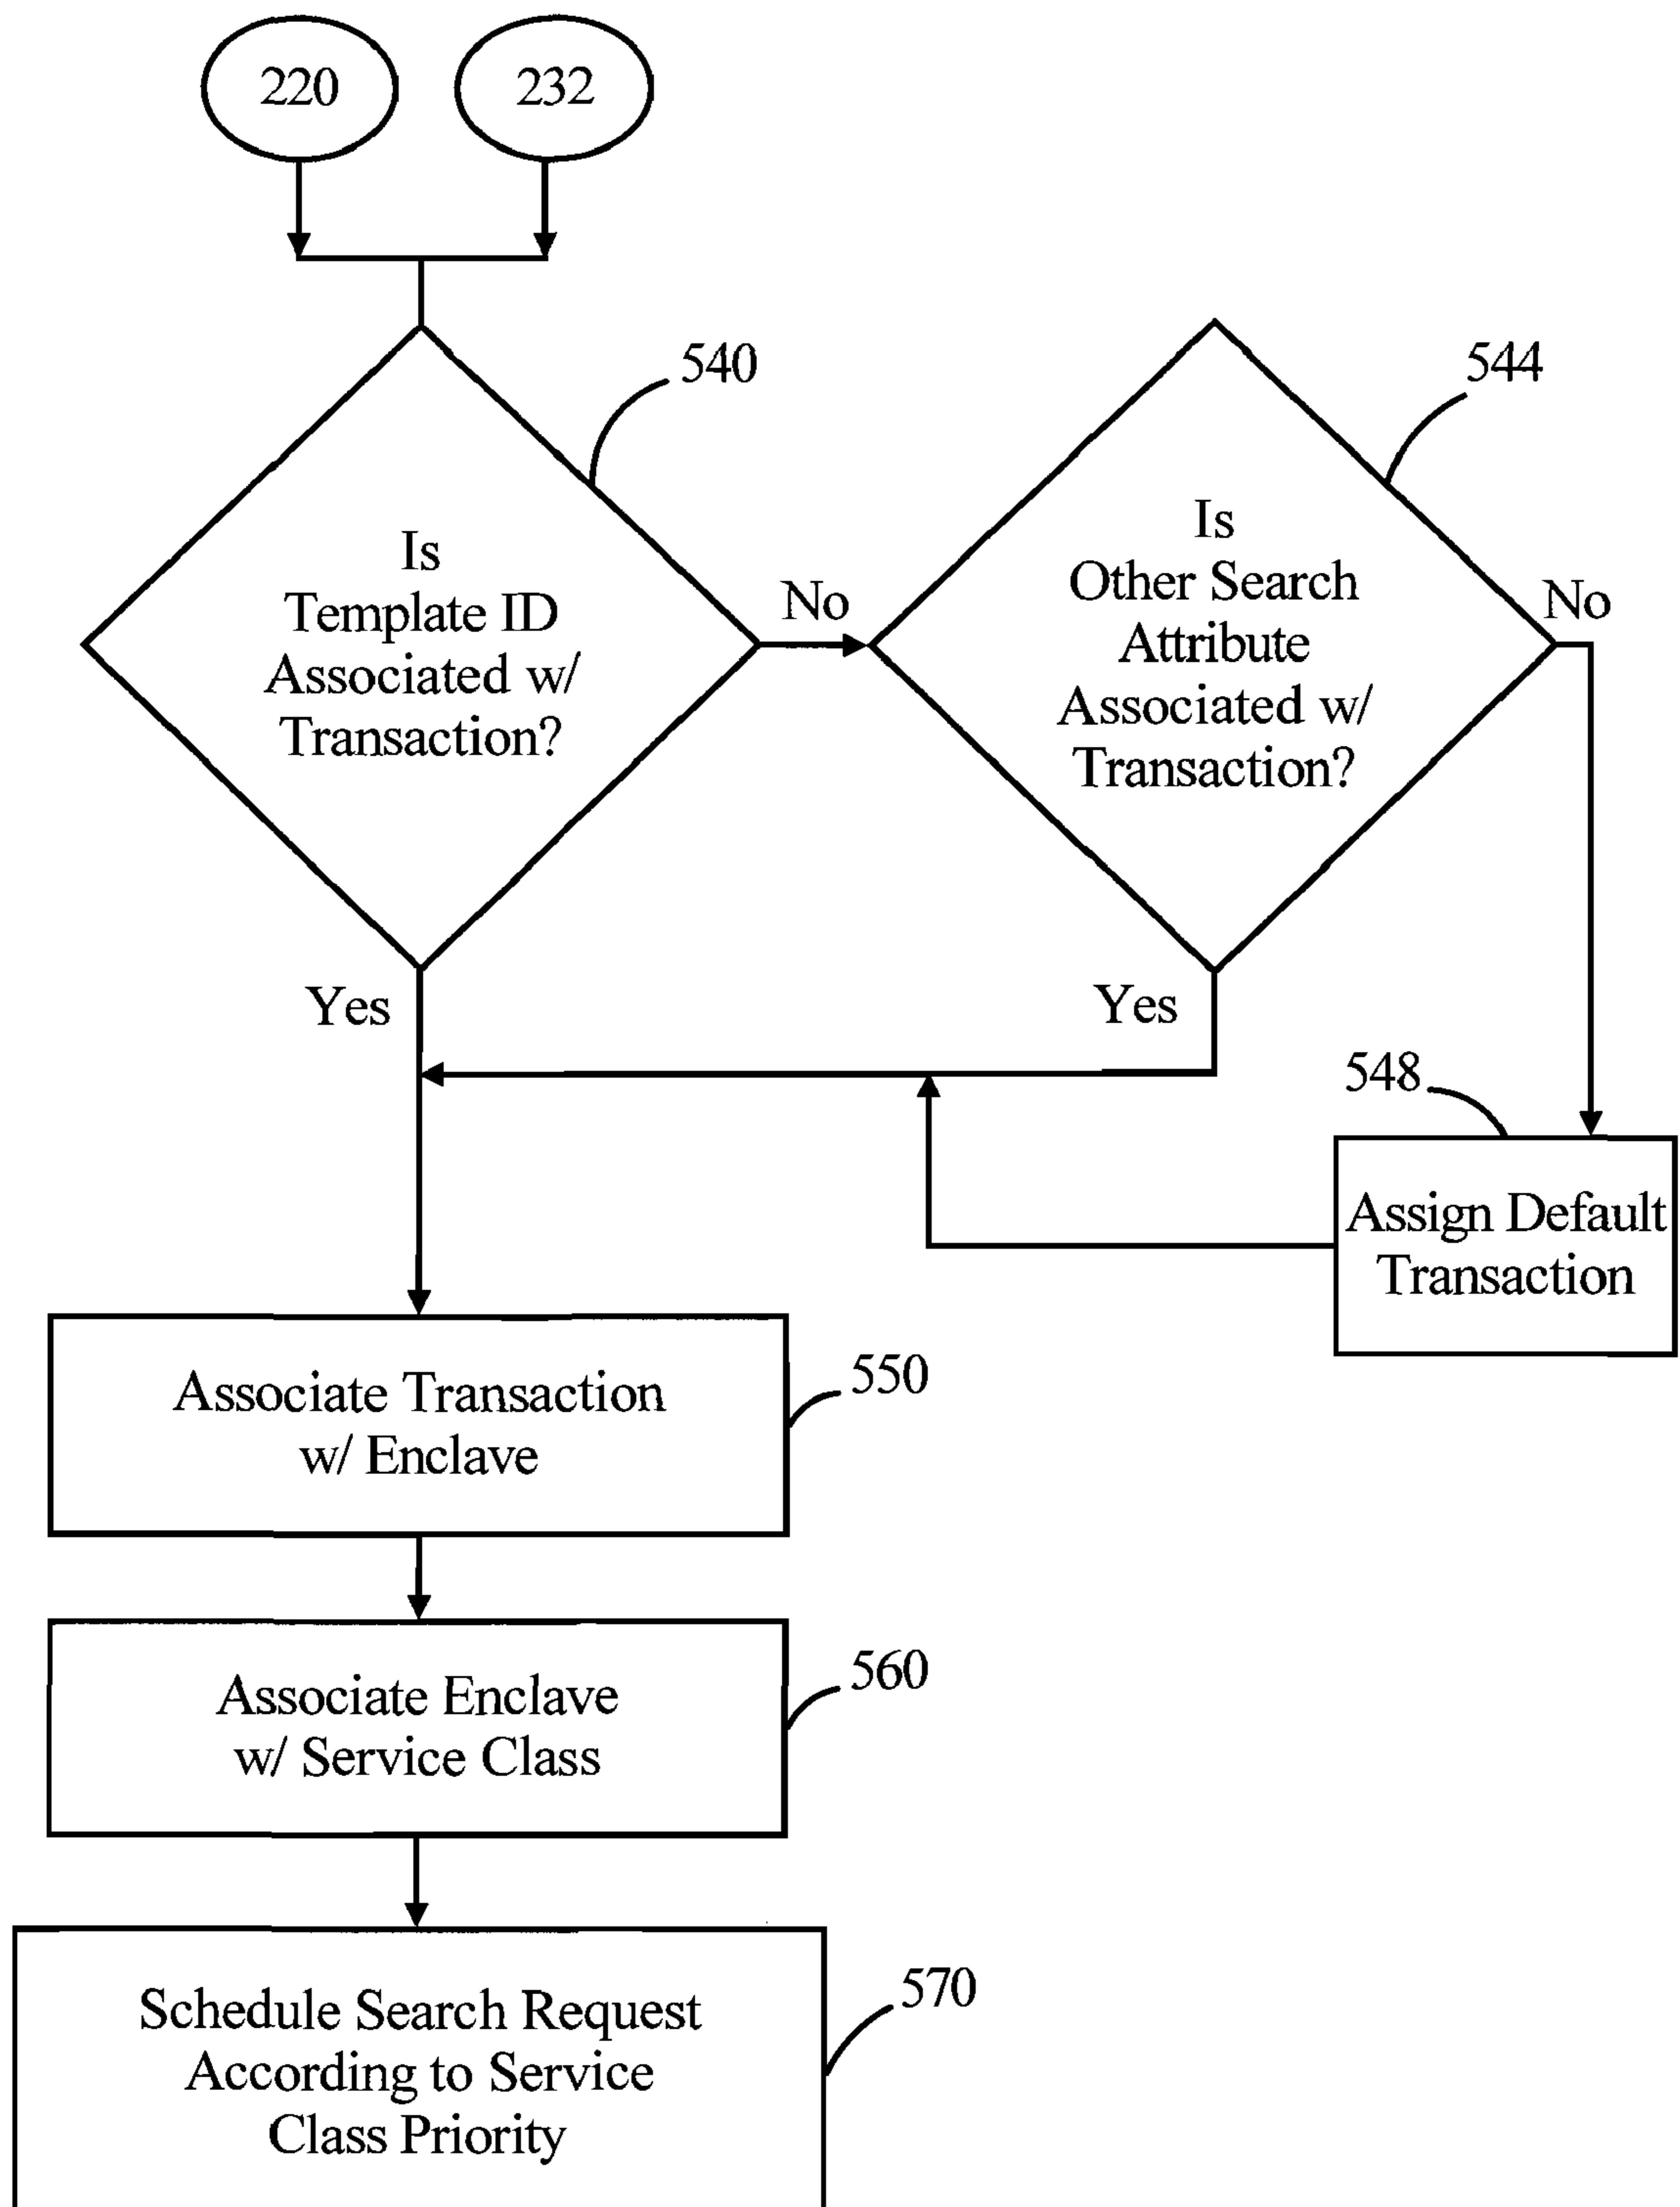 220
232
540
544
Is
Template ID
Associated w/
Transaction?
No
Is
Other Search
Attribute
Associated w/
Transaction?
No
Yes
Yes
548
Assign Default
Transaction
Associate Transaction
w/ Enclave
550
Associate Enclave
w/ Service Class
560
Schedule Search Request
According to Service
Class Priority
570